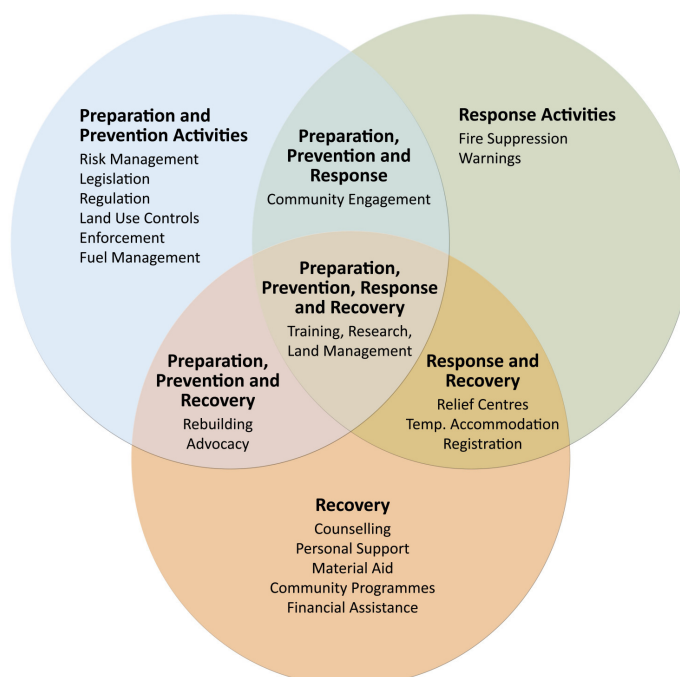 Preparation and
Prevention Activities
Risk Management
Legislation
Regulation
Land Use Controls
Enforcement
Fuel Management
Preparation,
Prevention and
Response
Community Engagement
Response Activities
Fire Suppression
Warnings
Preparation,
Prevention, Response
and Recovery
Training, Research,
Land Management
Preparation,
Prevention and
Recovery
Rebuilding
Advocacy
Response and
Recovery
Relief Centres
Temp. Accommodation
Registration
Recovery
Counselling
Personal Support
Material Aid
Community Programmes
Financial Assistance